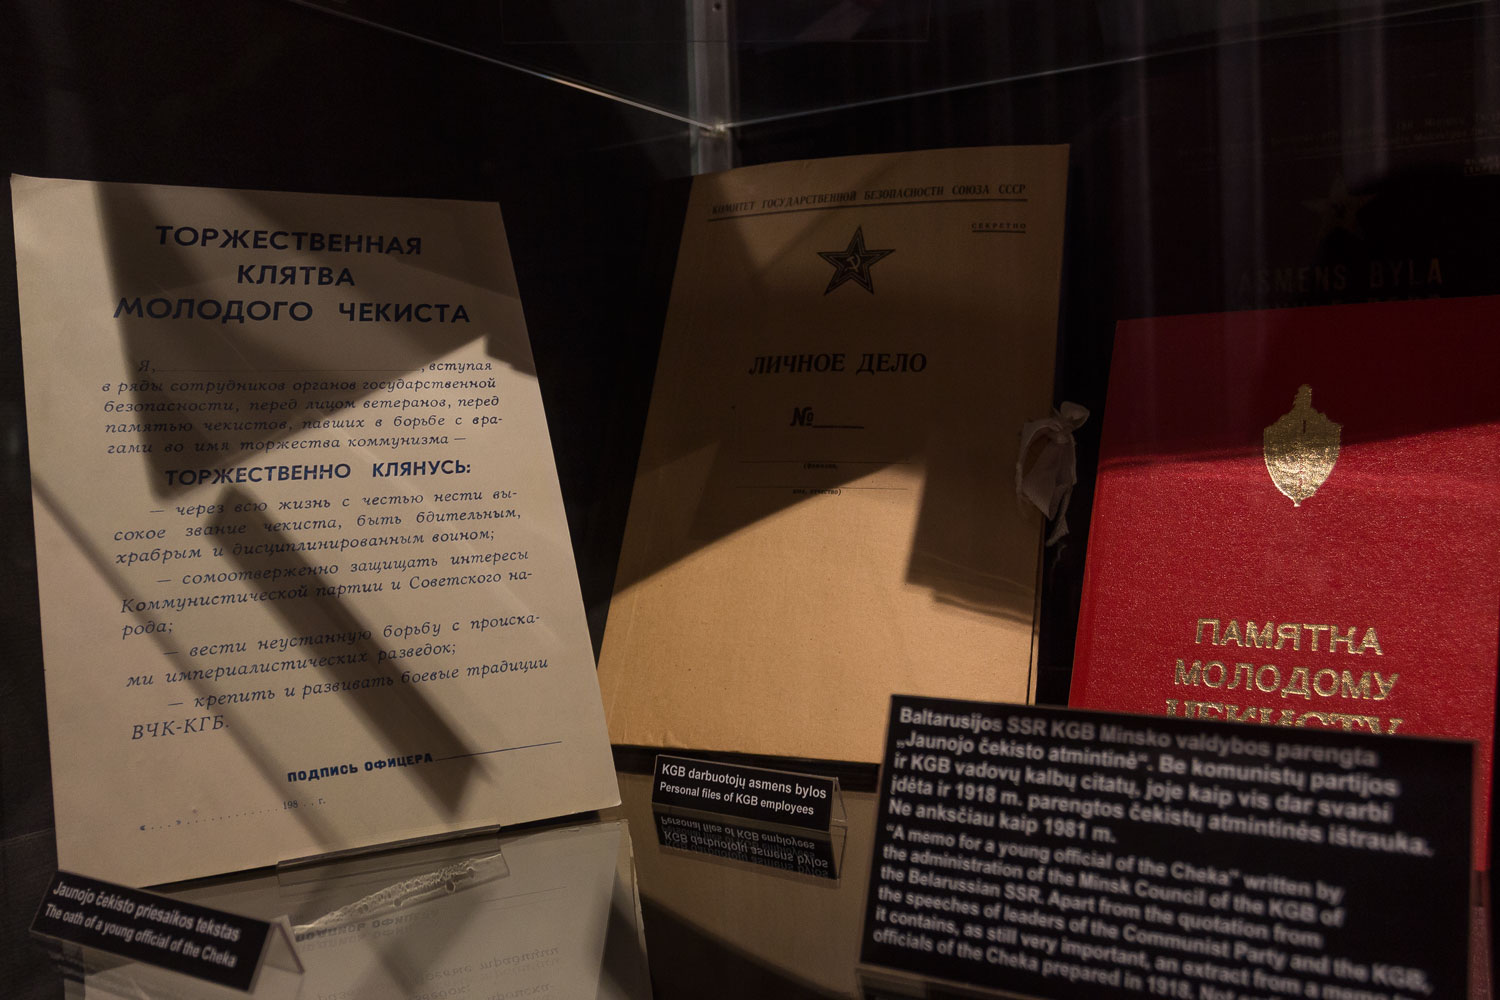 ТОРЖЕСТВЕННАЯ
КЛЯТВА
МОЛОДОГО ЧЕКИСТА
Я, , вступая
в ряды сотрудников органов государственной
безопасности, перед лицом ветеранов, перед
памятью чекистов, павших в борьбе с вра-
гами во имя торжества коммунизма —
ТОРЖЕСТВЕННО КЛЯНУСЬ:
— через всю жизнь с честью нести вы-
сокое звание чекиста, быть бдительным,
храбрым и дисциплинированным воином;
— сомоотверженно защищать интересы
Коммунистической партии и Советского на-
рода;
— вести неустанную борьбу с происка-
ми империалистических разведок;
— крепить и развивать боевые традиции
ВЧК-КГБ.
ПОДПИСЬ ОФИЦЕРА
«...».............198...г.
Jaunojo čekisto priesaikos tekstas
The oath of a young official of the Cheka
КОМИТЕТ ГОСУДАРСТВЕННОЙ БЕЗОПАСНОСТИ СОЮЗА ССР
СЕКРЕТНО
ЛИЧНОЕ ДЕЛО
№
(фамилия,
имя, отчество)
KGB darbuotojų asmens bylos
Personal files of KGB employees
ASMENS BYLA
ПАМЯТКА
МОЛОДОМУ
ЧЕКИСТУ
Baltarusijos SSR KGB Minsko valdybos parengta
„Jaunojo čekisto atmintinė“. Be komunistų partijos
ir KGB vadovų kalbų citatų, joje kaip vis dar svarbi
įdėta ir 1918 m. parengtos čekistų atmintinės ištrauka.
Ne anksčiau kaip 1981 m.
"A memo for a young official of the Cheka" written by
the administration of the Minsk Council of the KGB of
the Belarussian SSR. Apart from the quotation from
the speeches of leaders of the Communist Party and the KGB,
it contains, as still very important, an extract from a memo
officials of the Cheka prepared in 1918. Not